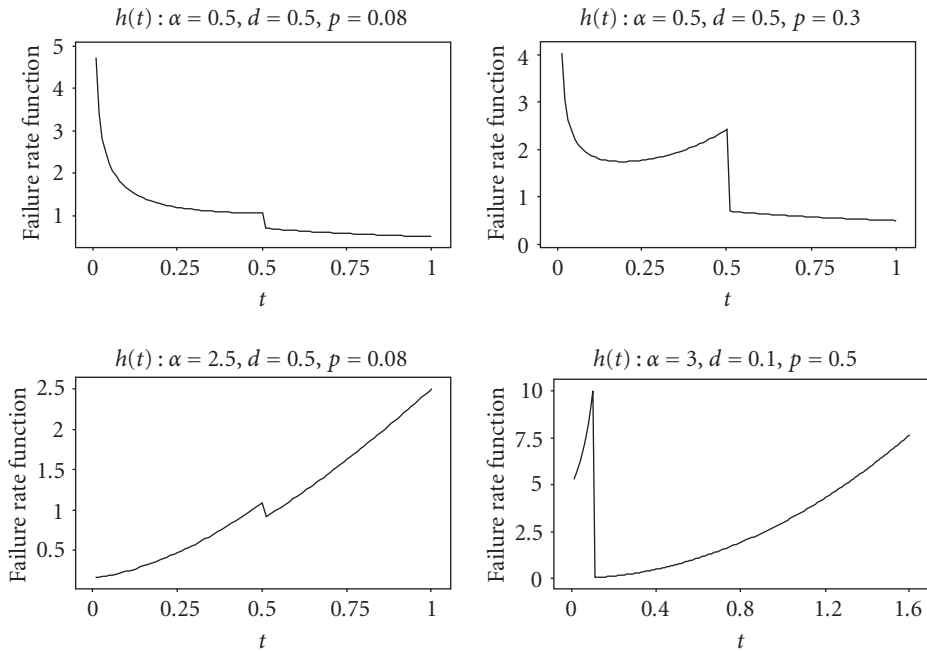 h(t) : α = 0.5, d = 0.5, p = 0.08
Failure rate function
5
4
3
2
1
0 0.25 0.5 0.75 1
t
h(t) : α = 0.5, d = 0.5, p = 0.3
Failure rate function
4
3
2
1
0
0 0.25 0.5 0.75 1
t
h(t) : α = 2.5, d = 0.5, p = 0.08
Failure rate function
2.5
2
1.5
1
0.5
0 0.25 0.5 0.75 1
t
h(t) : α = 3, d = 0.1, p = 0.5
Failure rate function
10
7.5
5
2.5
0
0 0.4 0.8 1.2 1.6
t